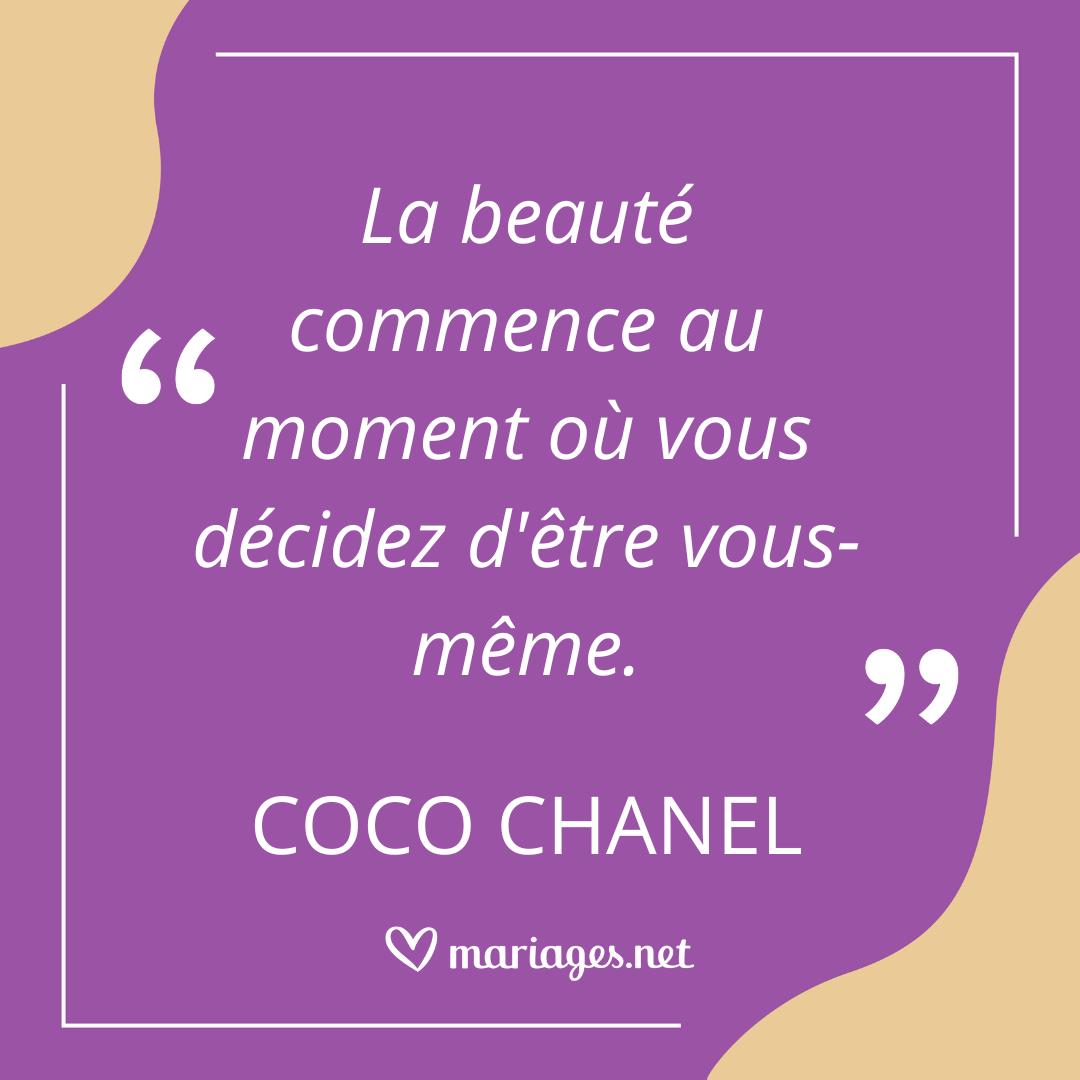 La beauté
commence au
“
moment où vous
décidez d'être vous-
même.
”
COCO CHANEL
mariages.net